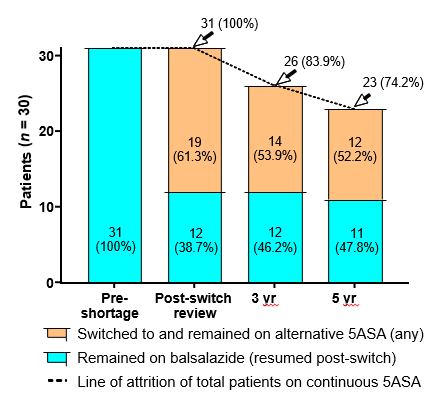 31 (100%)
26 (83.9%)
23 (74.2%)
Patients (n = 30)
30
20
10
0
31
(100%)
19
(61.3%)
12
(38.7%)
14
(53.9%)
12
(46.2%)
12
(52.2%)
11
(47.8%)
Pre-
shortage
Post-switch
review
3 yr
5 yr
Switched to and remained on alternative 5ASA (any)
Remained on balsalazide (resumed post-switch)
Line of attrition of total patients on continuous 5ASA